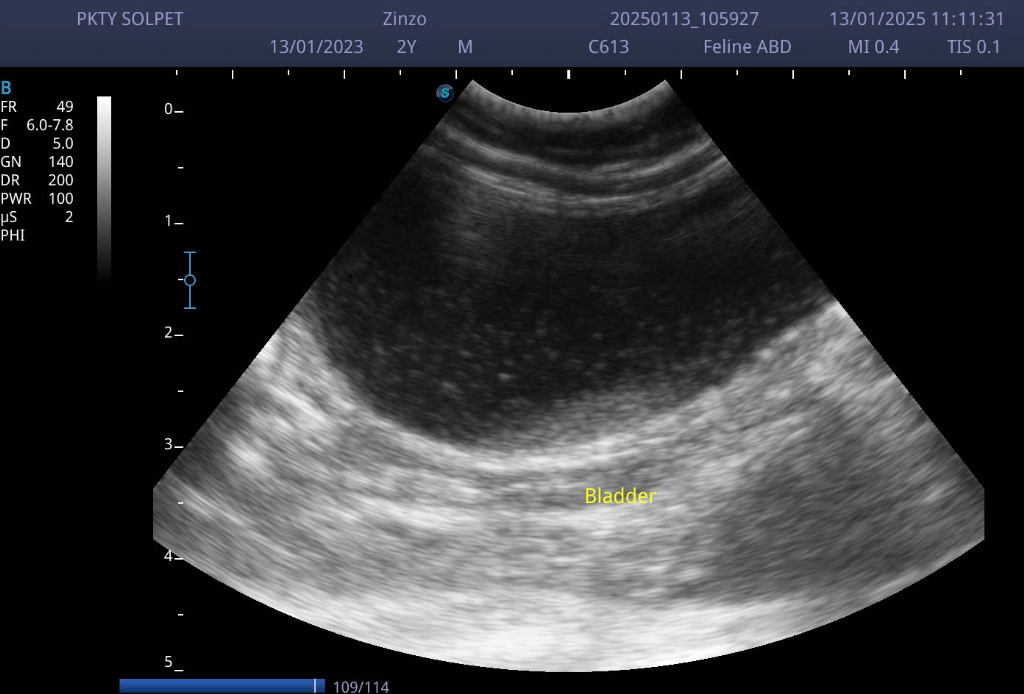 PKTY SOLPET Zinzo 20250113_105927 13/01/2025 11:11:31
13/01/2023 2Y M C613 Feline ABD MI 0.4 TIS 0.1
B
S
FR 49
F 6.0-7.8
D 5.0
GN 140
DR 200
PWR 100
µS 2
PHI
0
1
2
3
4
5
Bladder
109/114